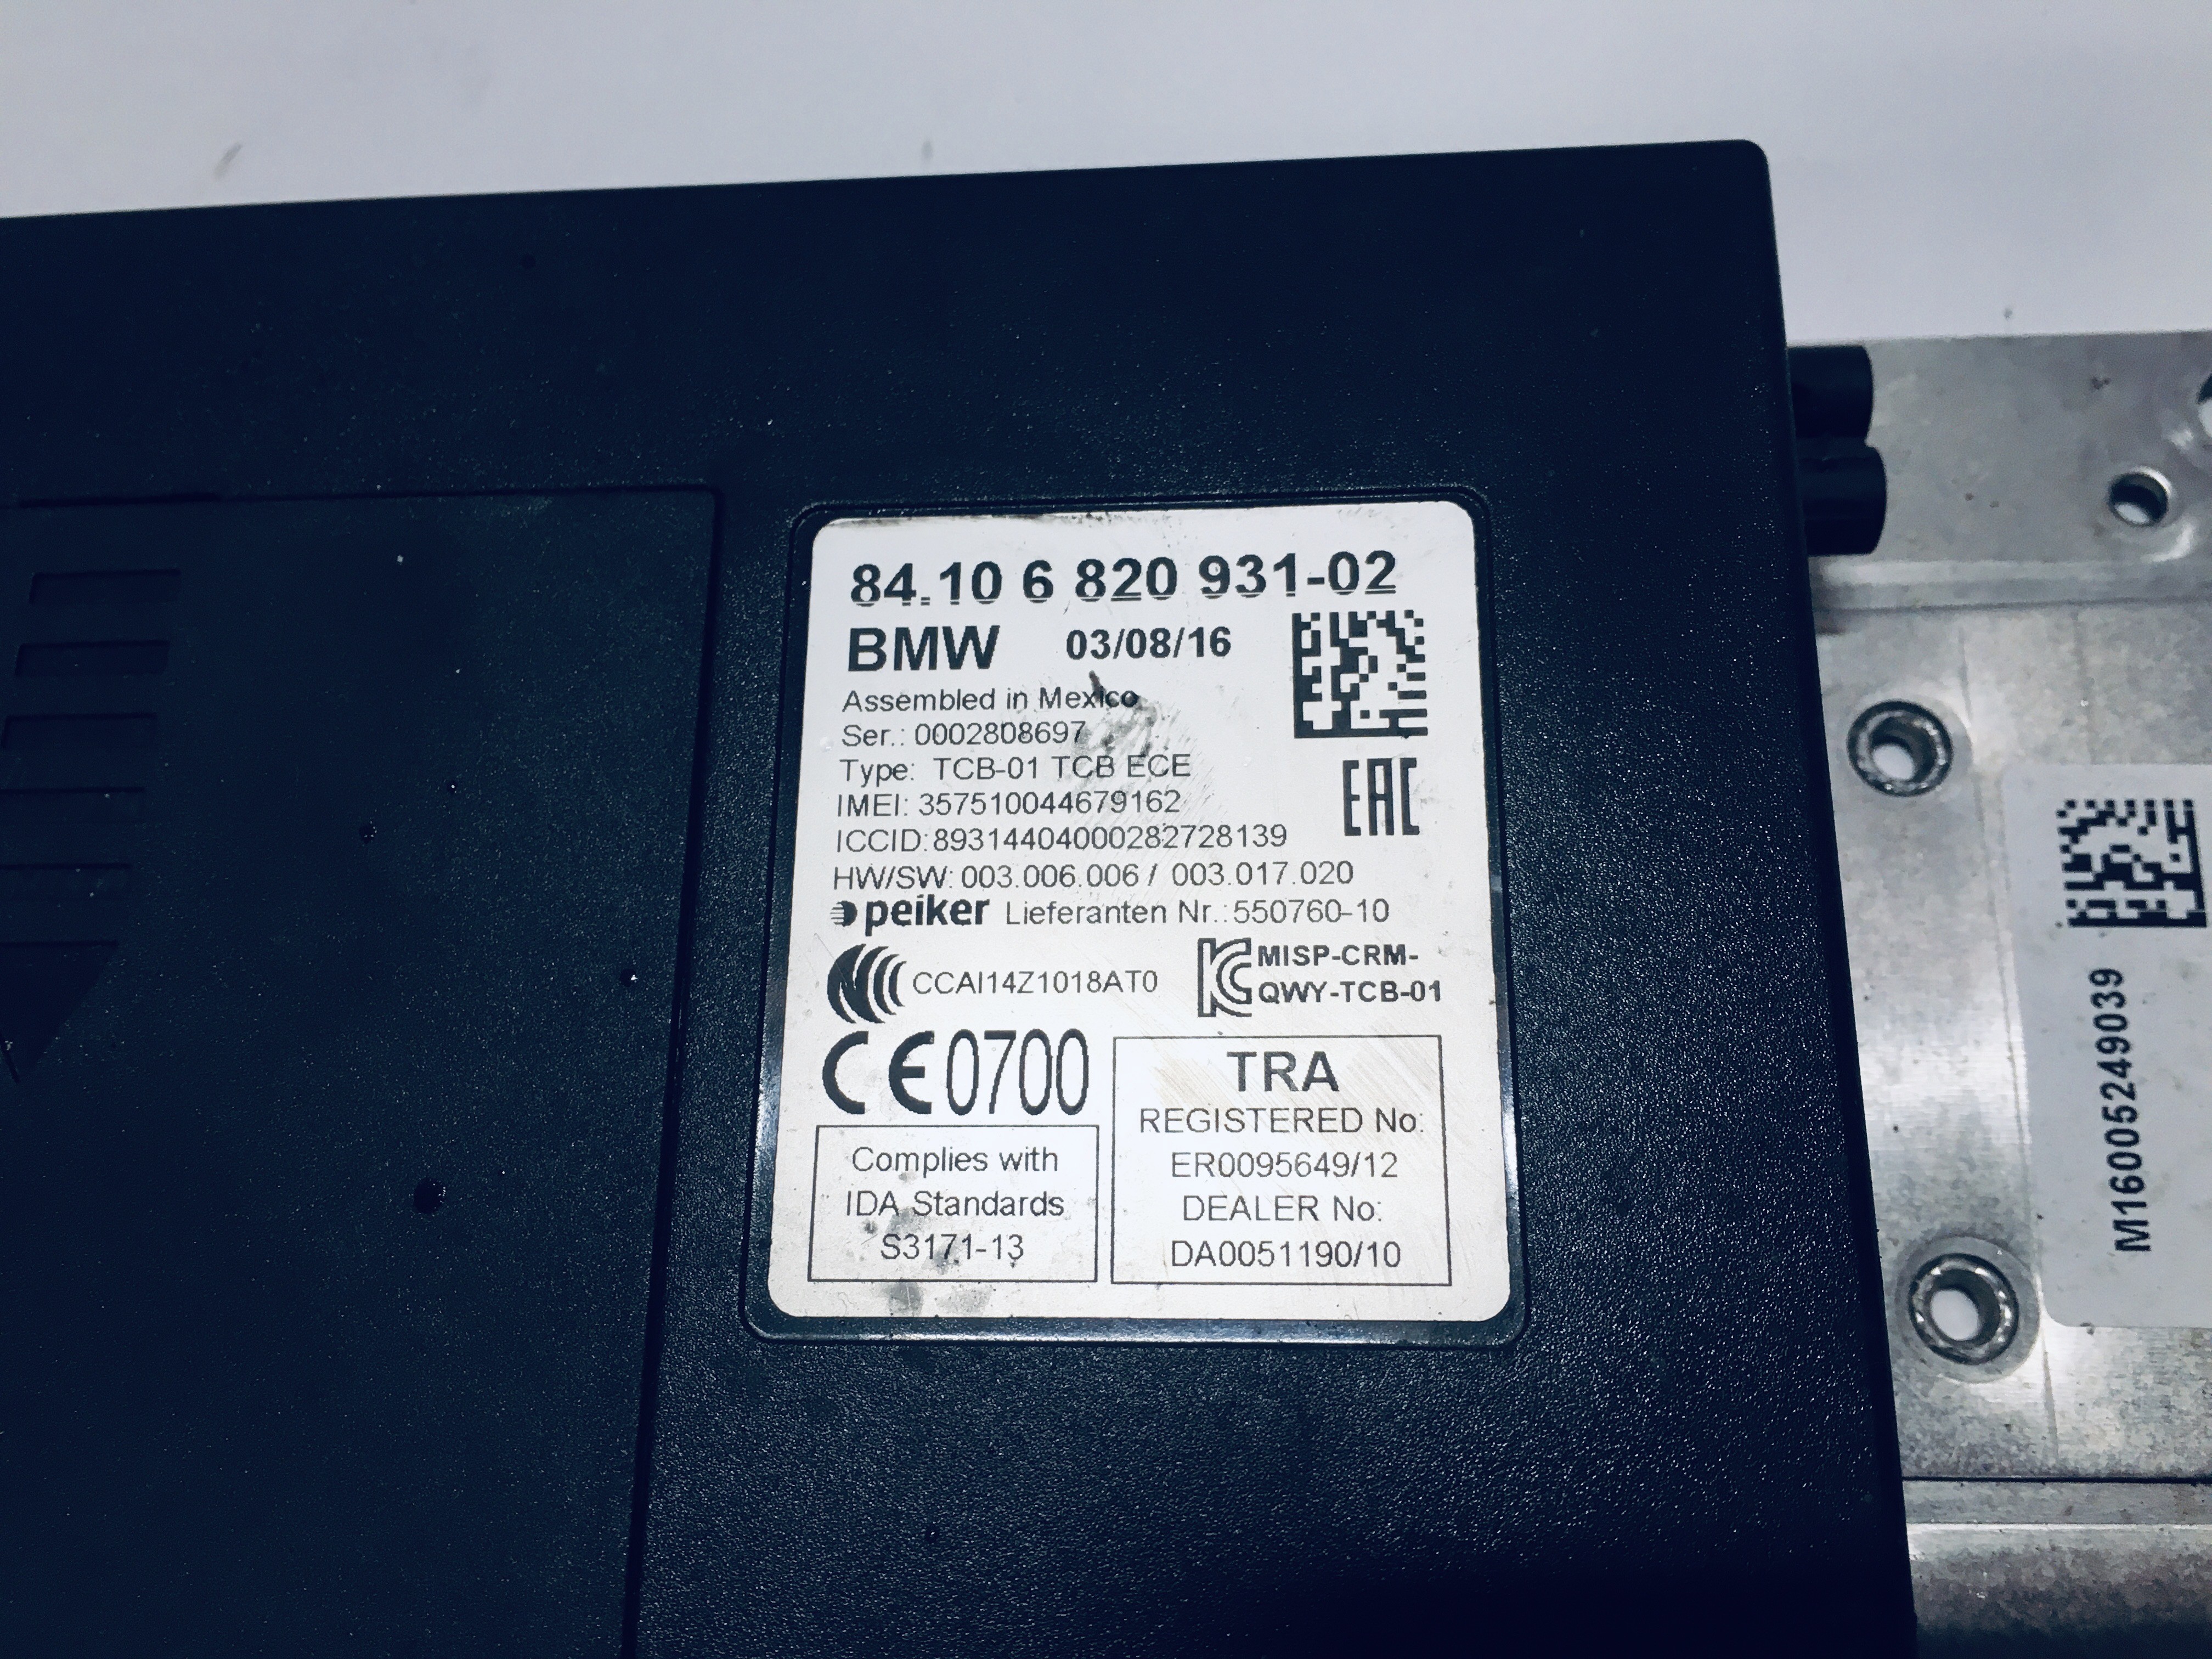 84.10 6 820 931-02
BMW 03/08/16
Assembled in Mexico
Ser.: 0002808697
Type: TCB-01 TCB ECE
IMEI: 357510044679162
ICCID:89314404000282728139
HW/SW: 003.006.006 / 003.017.020
peiker Lieferanten Nr.:550760-10
CCAI14Z1018AT0
MISP-CRM-
QWY-TCB-01
EAC
CE0700
Complies with
IDA Standards
S3171-13
TRA
REGISTERED No:
ER0095649/12
DEALER No:
DA0051190/10
M16005249039